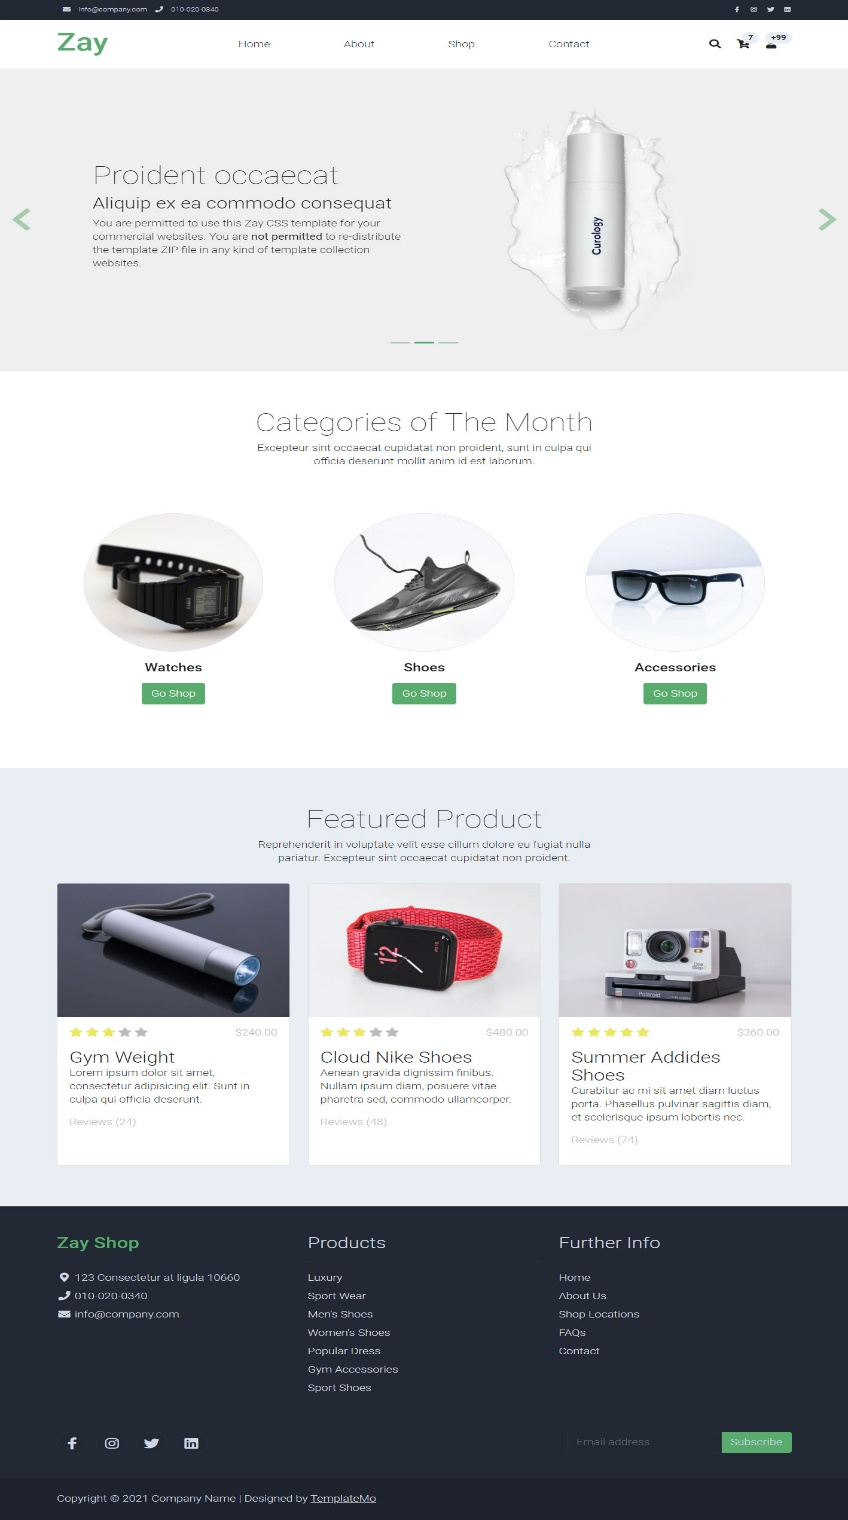 info@company.com 010-020-0340
Zay
Home About Shop Contact
7 +99
Proident occaecat
Aliquip ex ea commodo consequat
You are permitted to use this Zay CSS template for your
commercial websites. You are not permitted to re-distribute
the template ZIP file in any kind of template collection
websites.
Curology
Categories of The Month
Excepteur sint occaecat cupidatat non proident, sunt in culpa qui
officia deserunt mollit anim id est laborum.
Watches Shoes Accessories
Go Shop Go Shop Go Shop
Featured Product
Reprehenderit in voluptate velit esse cillum dolore eu fugiat nulla
pariatur. Excepteur sint occaecat cupidatat non proident.
12
Polaroid
$240.00
Gym Weight
Lorem ipsum dolor sit amet,
consectetur adipisicing elit. Sunt in
culpa qui officia deserunt.
Reviews (24)
$480.00
Cloud Nike Shoes
Aenean gravida dignissim finibus.
Nullam ipsum diam, posuere vitae
pharetra sed, commodo ullamcorper.
Reviews (48)
$360.00
Summer Addides
Shoes
Curabitur ac mi sit amet diam luctus
porta. Phasellus pulvinar sagittis diam,
et scelerisque ipsum lobortis nec.
Reviews (74)
Zay Shop
123 Consectetur at ligula 10660
010-020-0340
info@company.com
Products
Luxury
Sport Wear
Men's Shoes
Women's Shoes
Popular Dress
Gym Accessories
Sport Shoes
Further Info
Home
About Us
Shop Locations
FAQs
Contact
Email address Subscribe
Copyright © 2021 Company Name | Designed by TemplateMo